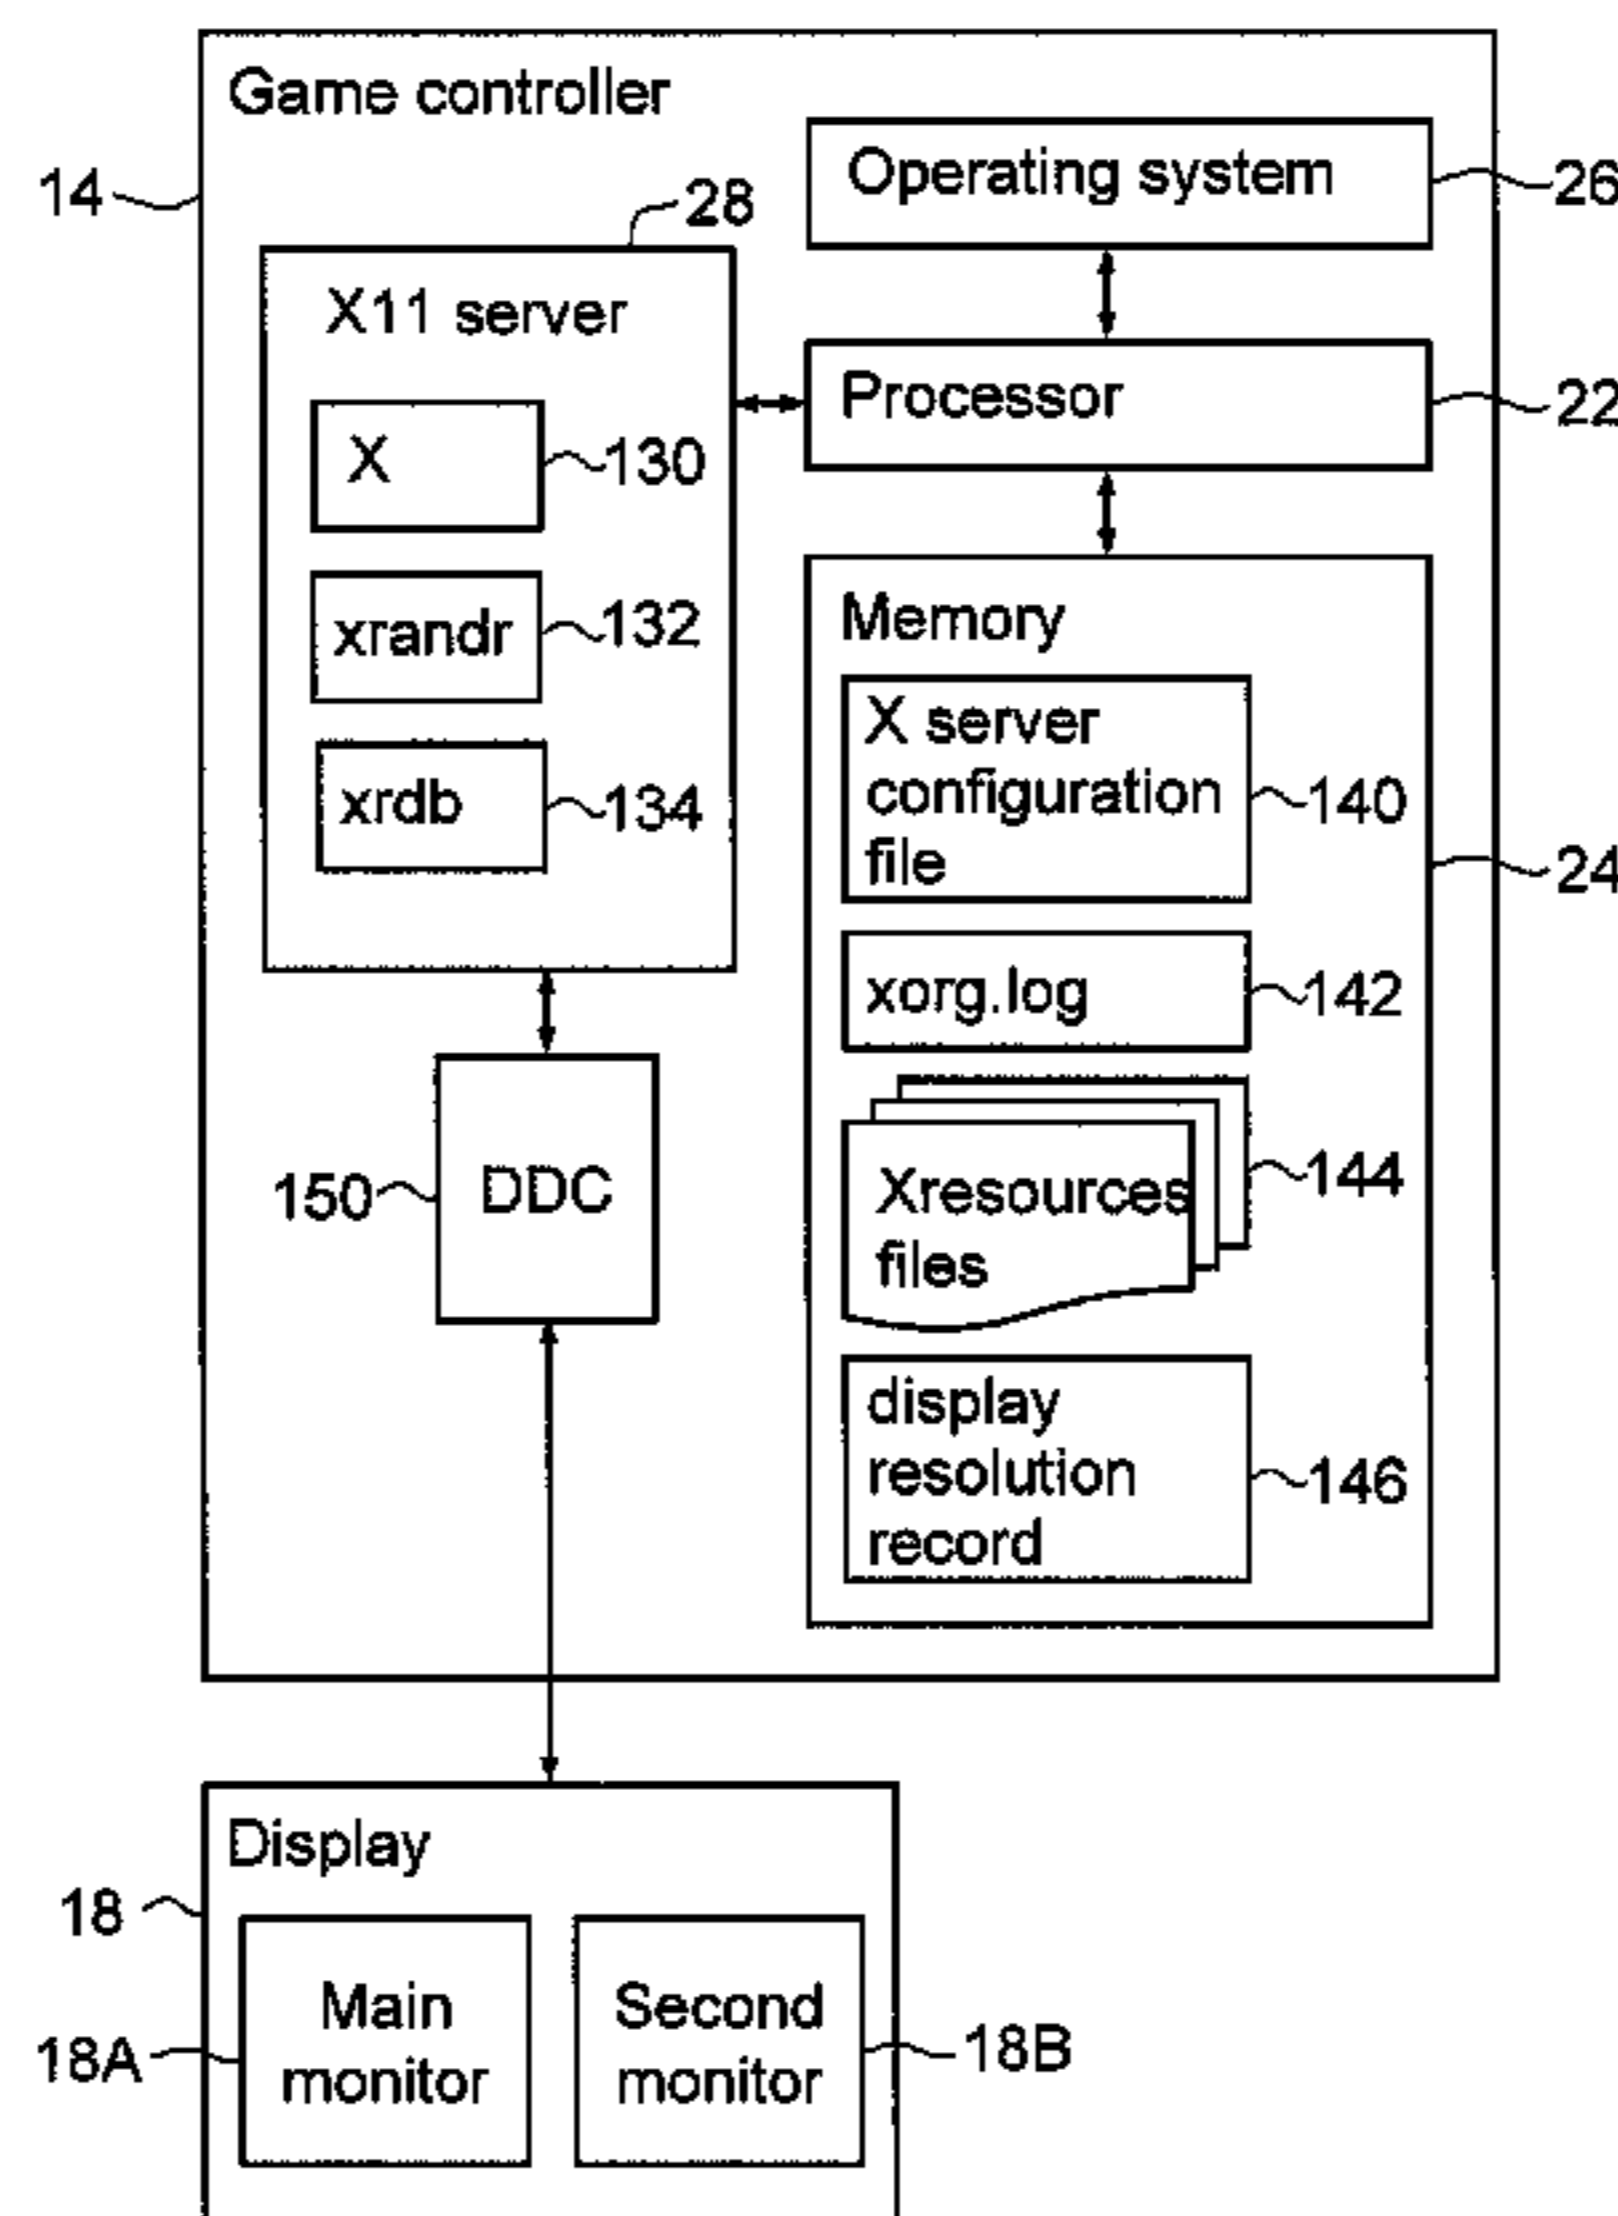 Game controller
14
Operating system
26
28
X11 server
Processor
22
X
130
xrandr
132
xrdb
134
Memory
X server
configuration
file
140
24
xorg.log
142
Xresources
files
144
DDC
150
display
resolution
record
146
Display
18
Main
monitor
18A
Second
monitor
18B